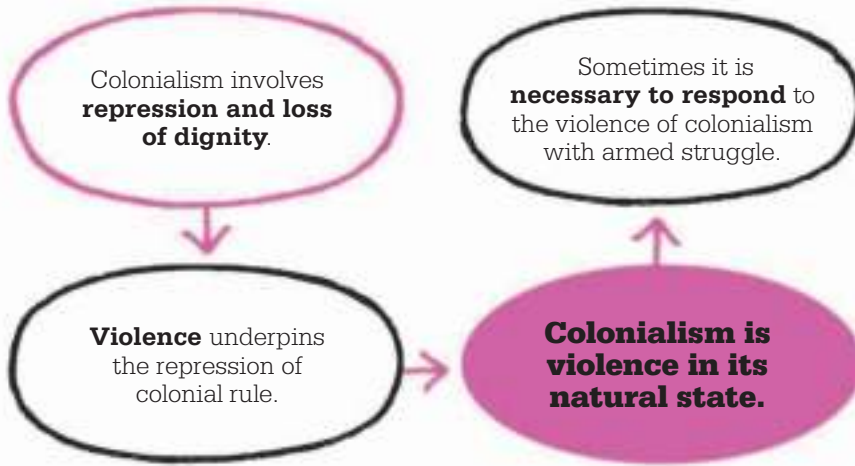 Colonialism involves
repression and loss
of dignity.
Violence underpins
the repression of
colonial rule.
Colonialism is
violence in its
natural state.
Sometimes it is
necessary to respond to
the violence of colonialism
with armed struggle.